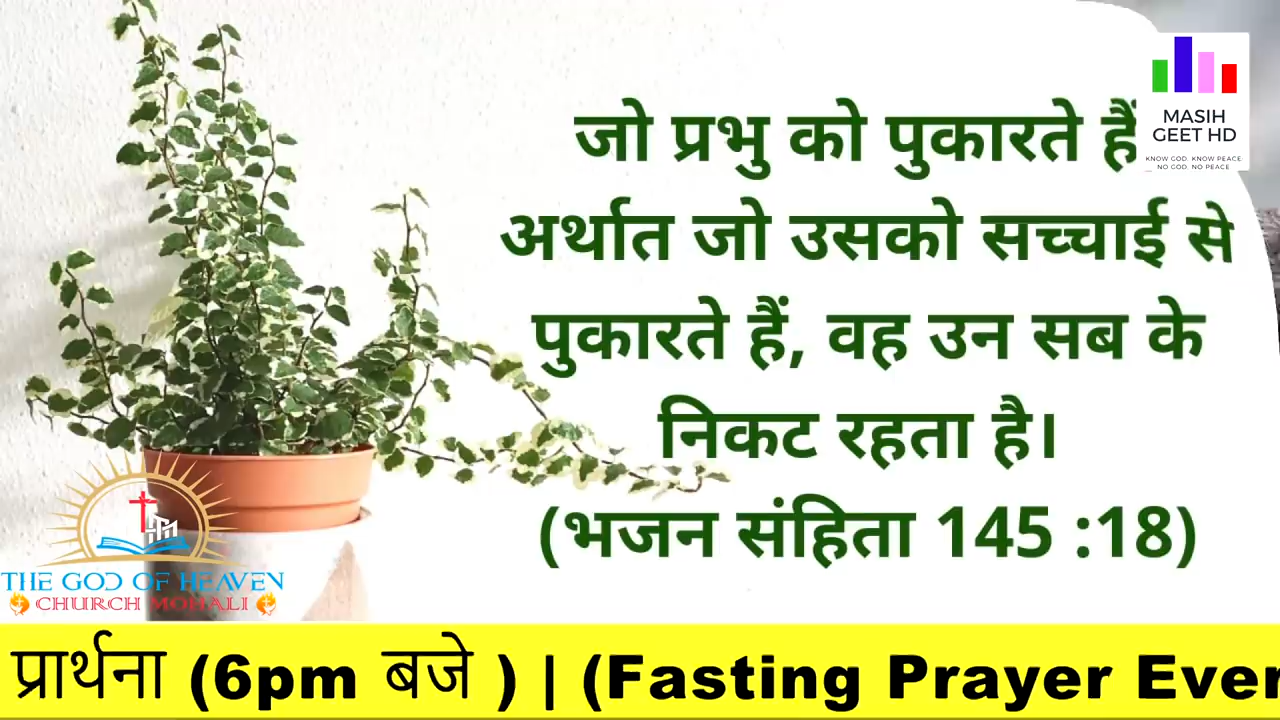 जो प्रभु को पुकारते हैं
अर्थात जो उसको सच्चाई से
पुकारते हैं, वह उन सब के
निकट रहता है।
(भजन संहिता 145 :18)
MASIH
GEET HD
KNOW GOD. KNOW PEACE.
NO GOD. NO PEACE
THE GOD OF HEAVEN
CHURCH MOHALI
प्रार्थना (6pm बजे ) | (Fasting Prayer